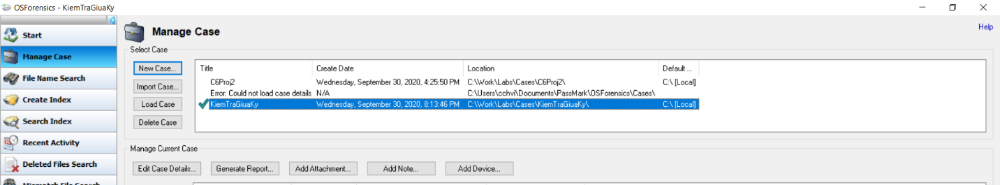 OSForensics - KiemTraGiuaKy
Help
Start
Manage Case
File Name Search
Create Index
Search Index
Recent Activity
Deleted Files Search
Mismatch File Search
Manage Case
Select Case
New Case...
Import Case...
Load Case
Delete Case
Title Create Date Location Default ...
C6Proj2 Wednesday, September 30, 2020, 4:25:50 PM C:\Work\Labs\Cases\C6Proj2\ C:\ [Local]
Error: Could not load case details N/A C:\Users\cchvi\Documents\PassMark\OSForensics\Cases\
KiemTraGiuaKy Wednesday, September 30, 2020, 8:13:46 PM C:\Work\Labs\Cases\KiemTraGiuaKy\ C:\ [Local]
Manage Current Case
Edit Case Details... Generate Report... Add Attachment... Add Note... Add Device...